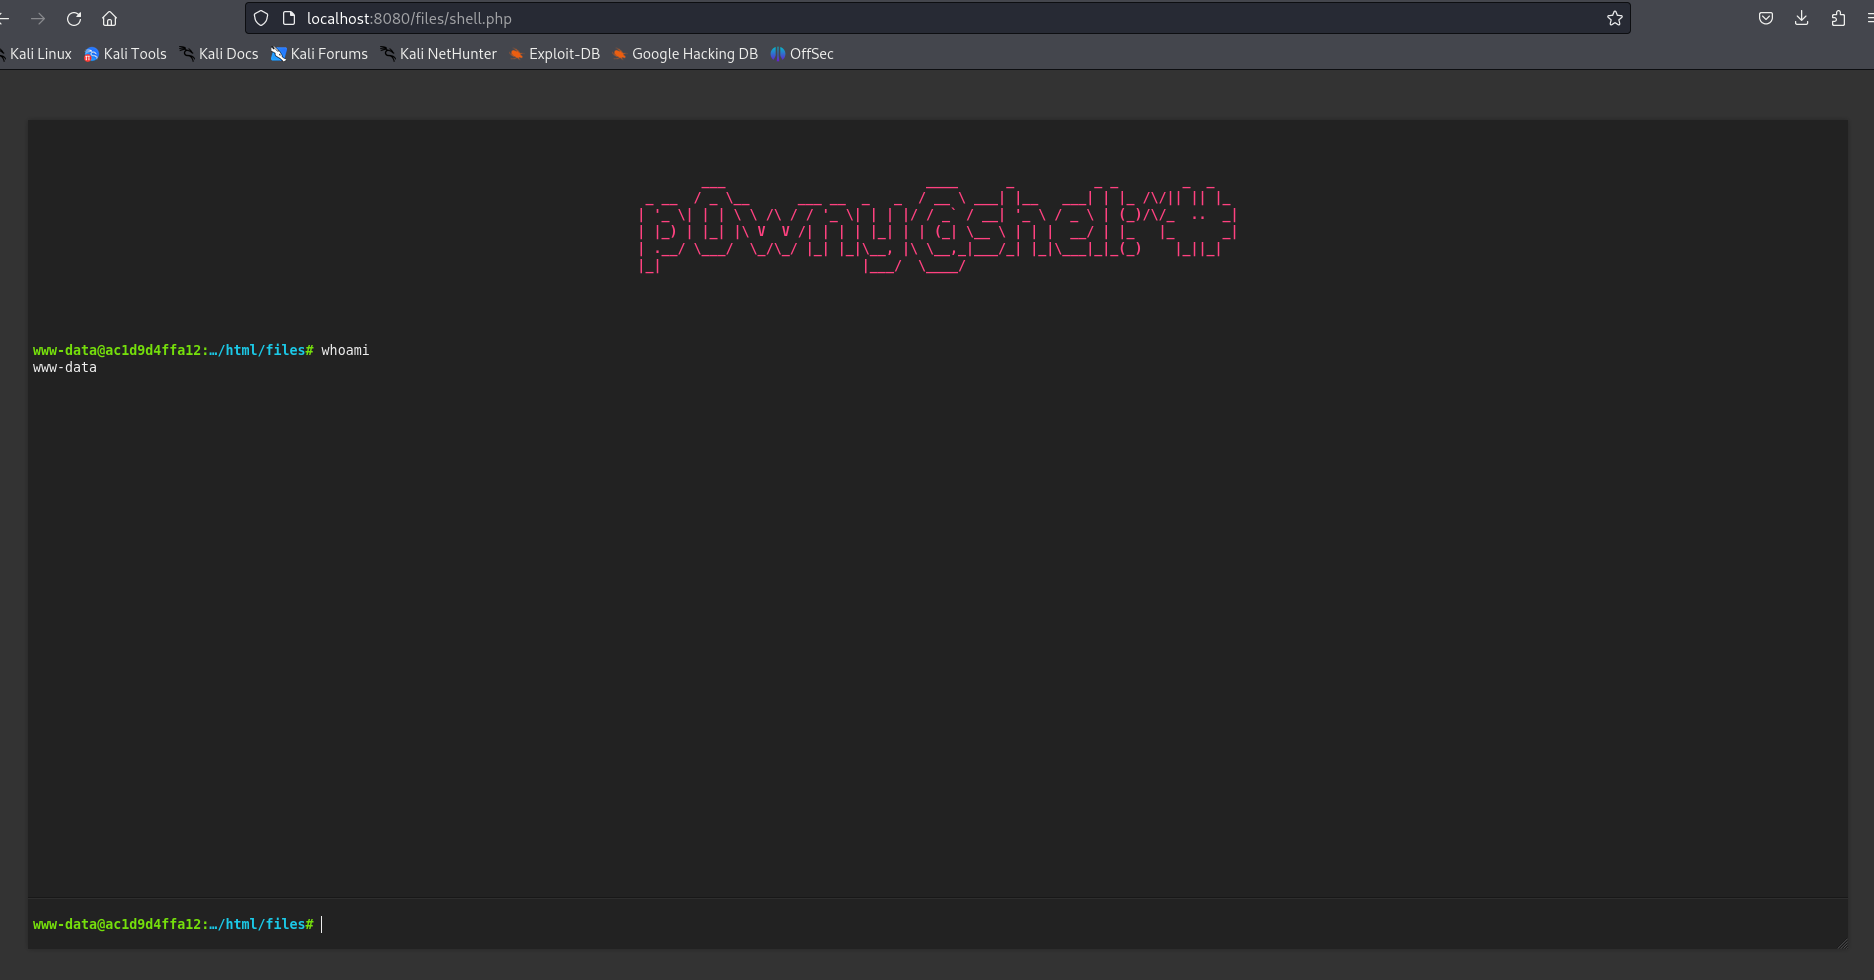 localhost:8080/files/shell.php
Kali Linux Kali Tools Kali Docs Kali Forums Kali NetHunter Exploit-DB Google Hacking DB OffSec
p0wny@shell:~#
www-data@ac1d9d4ffa12:…/html/files# whoami
www-data
www-data@ac1d9d4ffa12:…/html/files#